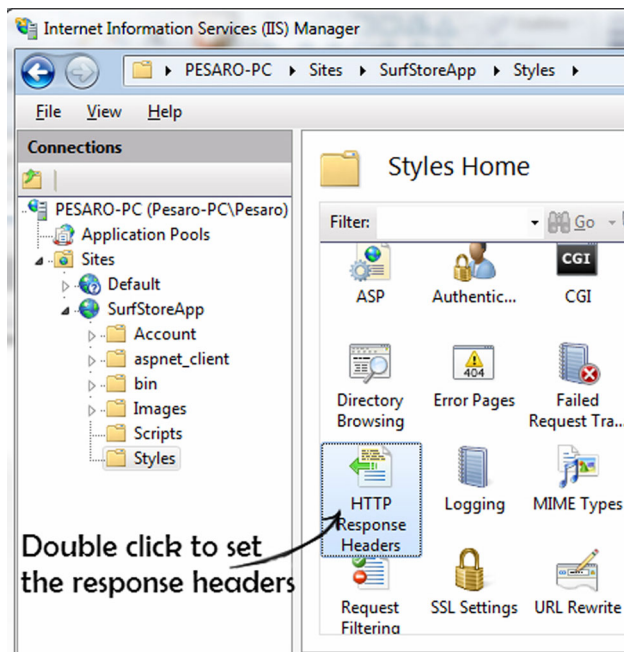 Internet Information Services (IIS) Manager
PESARO-PC
Sites
SurfStoreApp
Styles
File View Help
Connections
PESARO-PC (Pesaro-PC\Pesaro)
Application Pools
Sites
Default
SurfStoreApp
Account
aspnet_client
bin
Images
Scripts
Styles
Double click to set
the response headers
Styles Home
Filter:
Go
CGI
ASP Authentic... CGI
404
Directory
Browsing
Error Pages
Failed
Request Tra...
HTTP
Response
Headers
Logging
MIME Types
Request
Filtering
SSL Settings
URL Rewrite